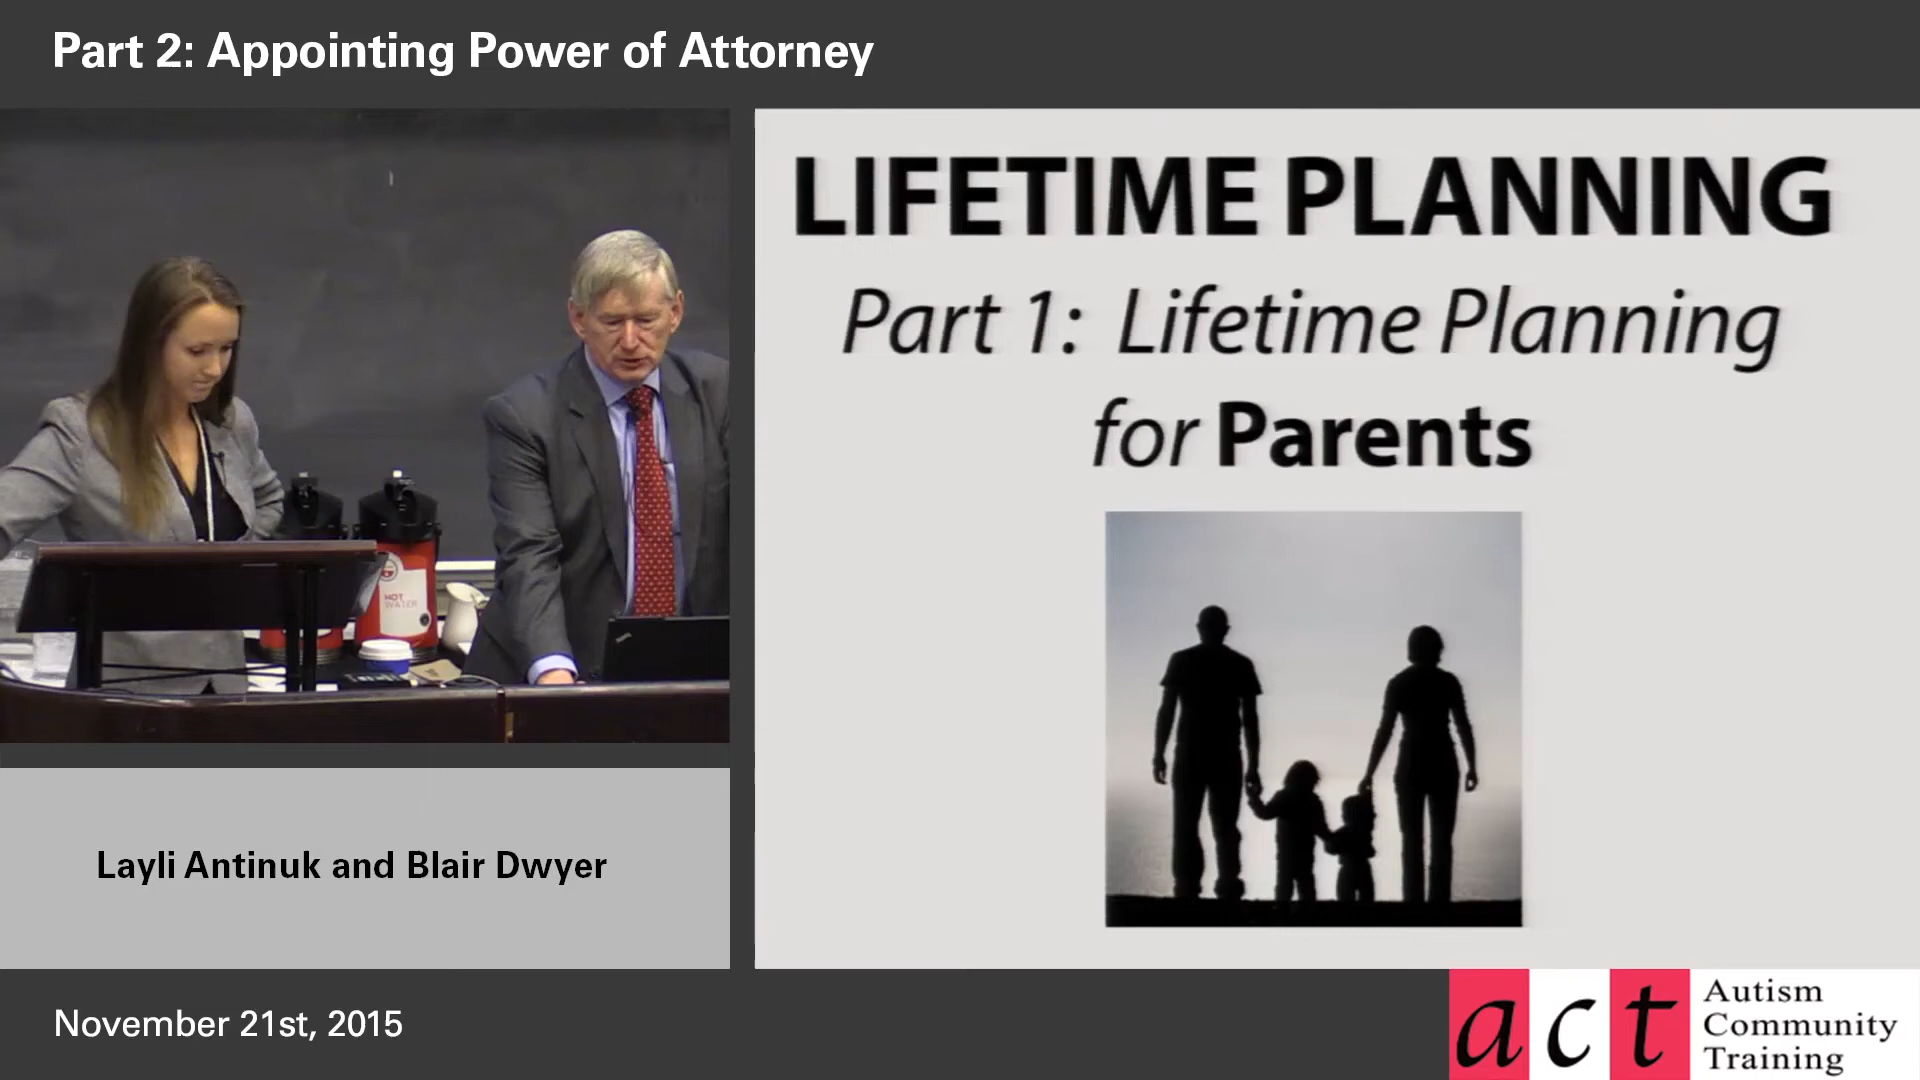 Part 2: Appointing Power of Attorney
LIFETIME PLANNING
Part 1: Lifetime Planning
for Parents
HOT
WATER
Layli Antinuk and Blair Dwyer
November 21st, 2015
act
Autism
Community
Training